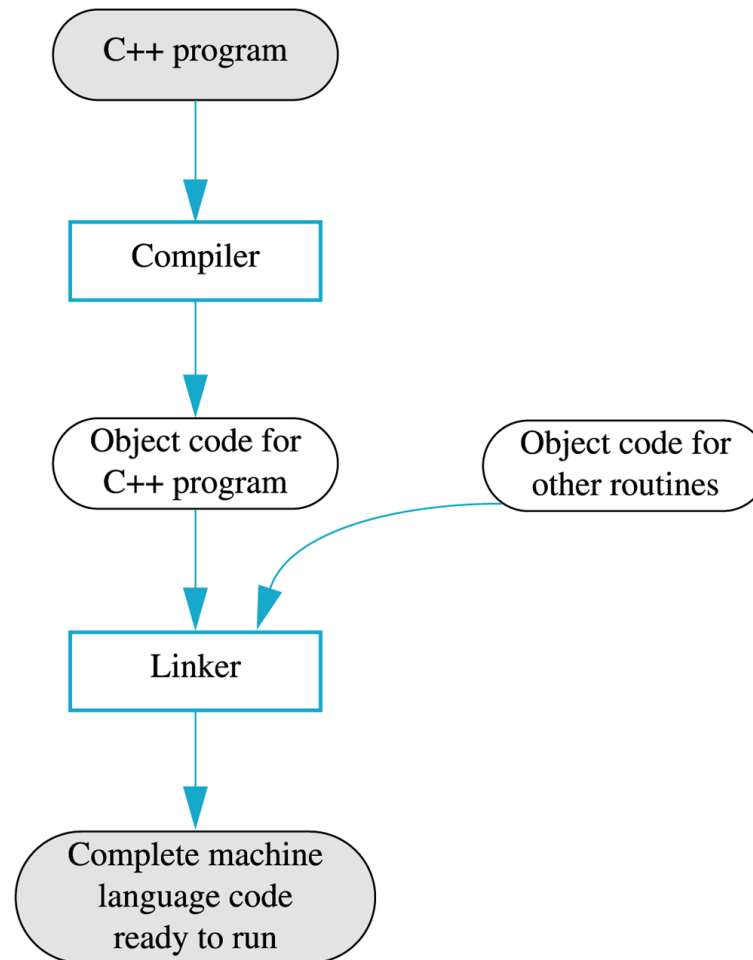 C++ program
Compiler
Object code for
C++ program
Object code for
other routines
Linker
Complete machine
language code
ready to run